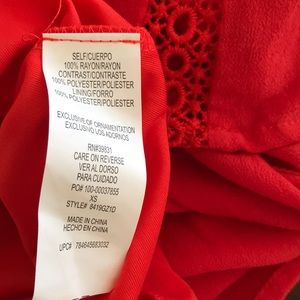 SELF/CUERPO
100% RAYON/RAYON
CONTRAST/CONTRASTE
100% POLYESTER/POLIESTER
LINING/FORRO
100% POLYESTER/POLIESTER
EXCLUSIVE OF ORNAMENTATION
EXCLUSIVO LOS ADORNOS
RN#39831
CARE ON REVERSE
VER AL DORSO
PARA CUIDADO
PO# 100-00037855
XS
STYLE# 8419GZ1D
MADE IN CHINA
HECHO EN CHINA
UPC# 784645683032